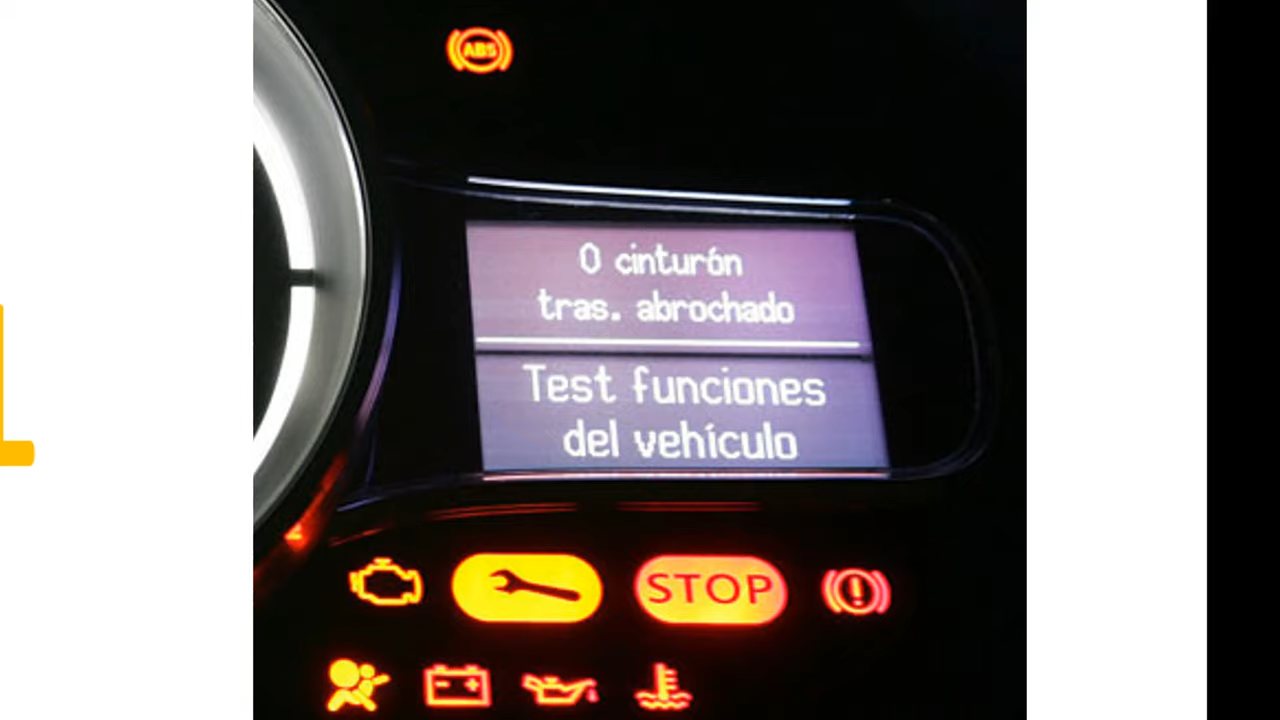 ABS
0 cinturón
tras. abrochado
Test funciones
del vehículo
STOP